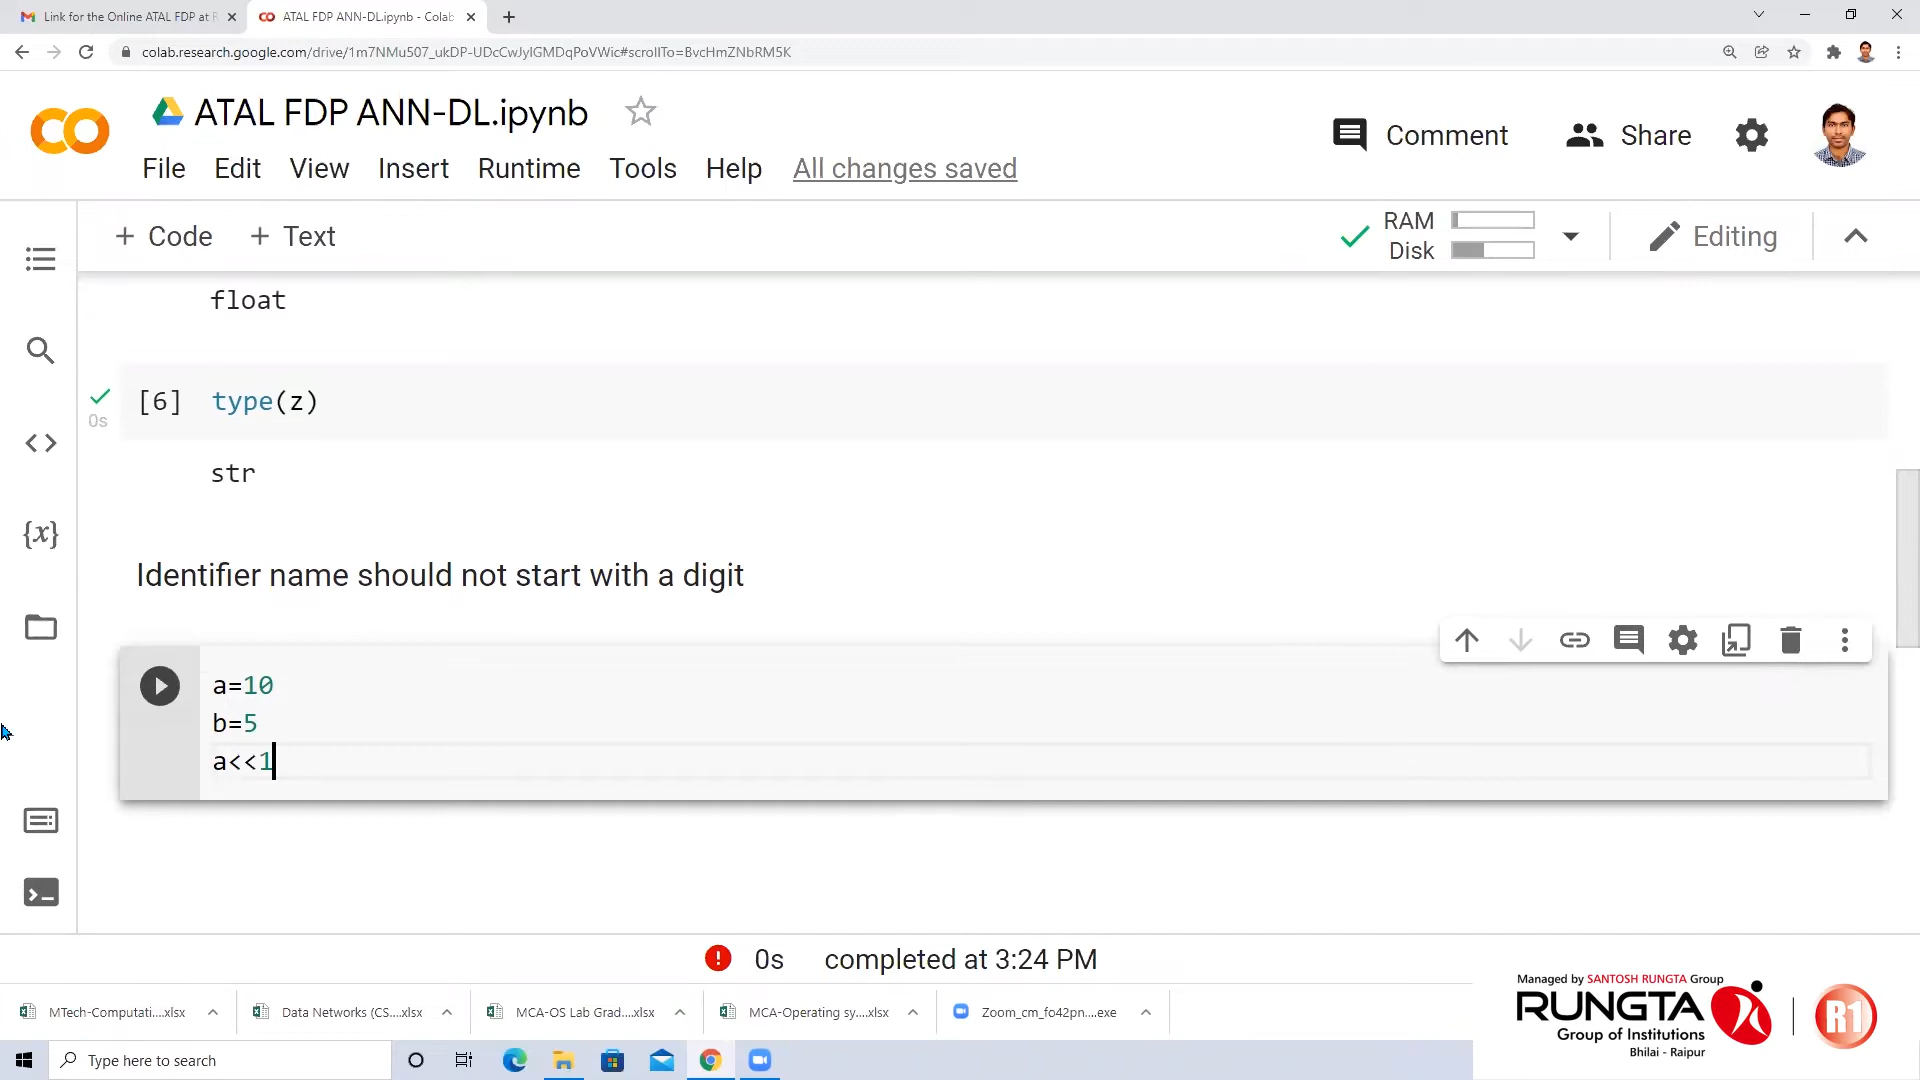 Link for the Online ATAL FDP at R
ATAL FDP ANN-DL.ipynb - Colab
colab.research.google.com/drive/1m7NMu507_ukDP-UDcCwJyIGMDqPoVWic#scrollTo=BvcHmZNbRM5K
ATAL FDP ANN-DL.ipynb
Comment
Share
File Edit View Insert Runtime Tools Help All changes saved
+ Code + Text
RAM
Disk
Editing
float
[6] type(z)
0s
str
{x}
Identifier name should not start with a digit
a=10
b=5
a<<1
0s completed at 3:24 PM
MTech-Computati....xlsx
Data Networks (CS....xlsx
MCA-OS Lab Grad....xlsx
MCA-Operating sy....xlsx
Zoom_cm_fo42pn....exe
Managed by SANTOSH RUNGTA Group
RUNGTA
Group of Institutions
Bhilai - Raipur
R1
Type here to search